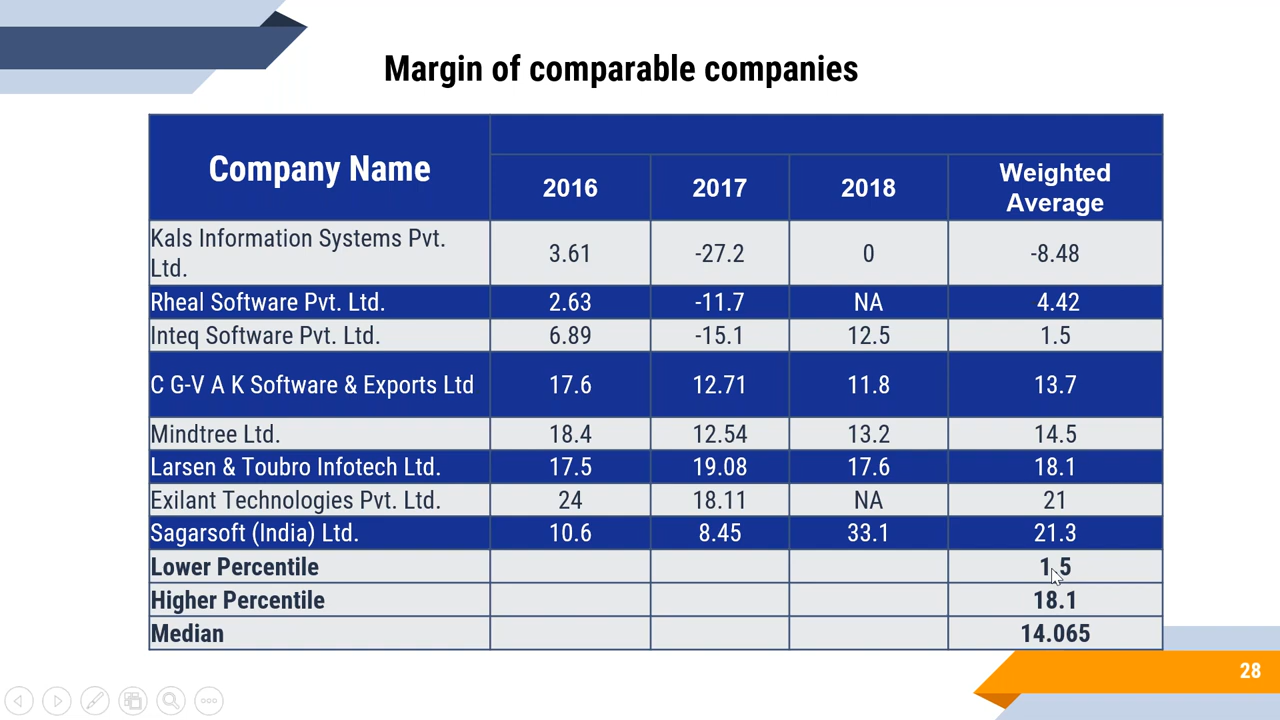 Margin of comparable companies
Company Name
2016 2017 2018 Weighted Average
Kals Information Systems Pvt. Ltd. 3.61 -27.2 0 -8.48
Rheal Software Pvt. Ltd. 2.63 -11.7 NA 4.42
Inteq Software Pvt. Ltd. 6.89 -15.1 12.5 1.5
C G-V A K Software & Exports Ltd 17.6 12.71 11.8 13.7
Mindtree Ltd. 18.4 12.54 13.2 14.5
Larsen & Toubro Infotech Ltd. 17.5 19.08 17.6 18.1
Exilant Technologies Pvt. Ltd. 24 18.11 NA 21
Sagarsoft (India) Ltd. 10.6 8.45 33.1 21.3
Lower Percentile 1.5
Higher Percentile 18.1
Median 14.065
28